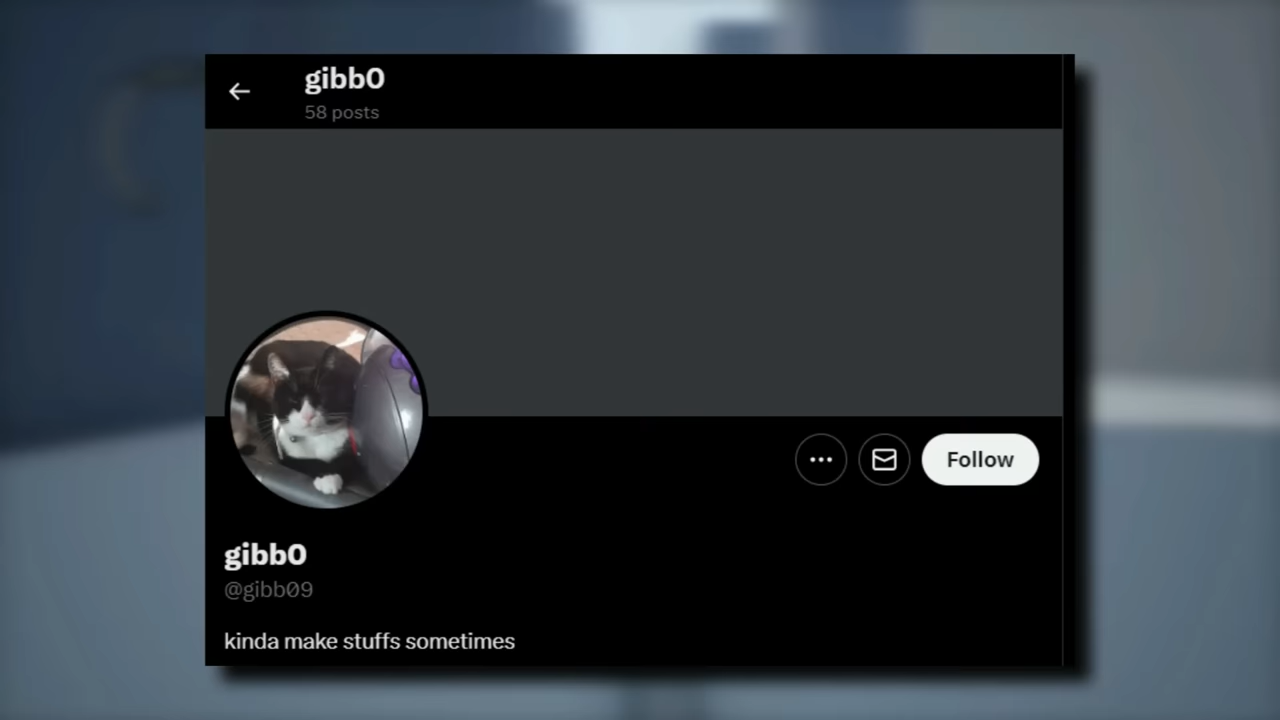 gibb0
58 posts
Follow
gibb0
@gibb09
kinda make stuffs sometimes